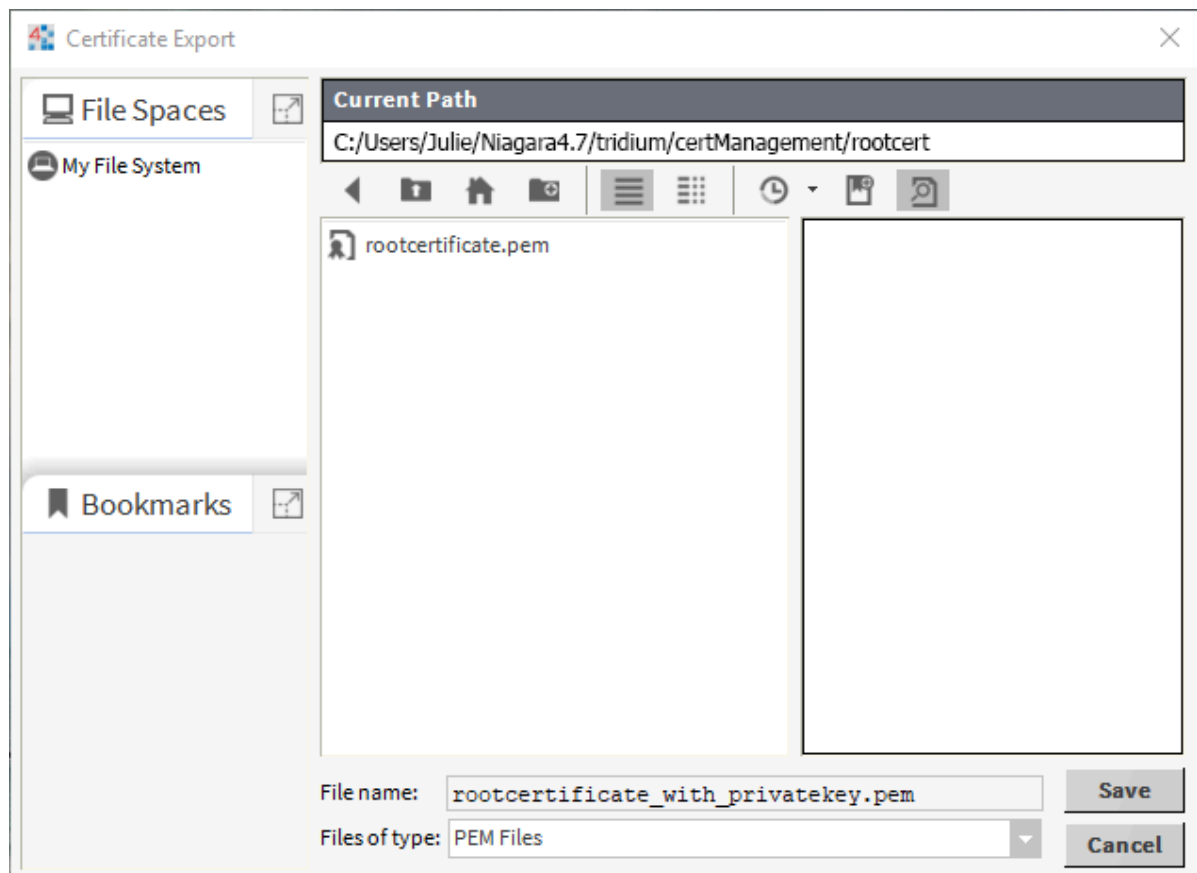 Certificate Export
File Spaces
My File System
Bookmarks
Current Path
C:/Users/Julie/Niagara4.7/tridium/certManagement/rootcert
rootcertificate.pem
File name: rootcertificate_with_privatekey.pem
Save
Files of type: PEM Files
Cancel